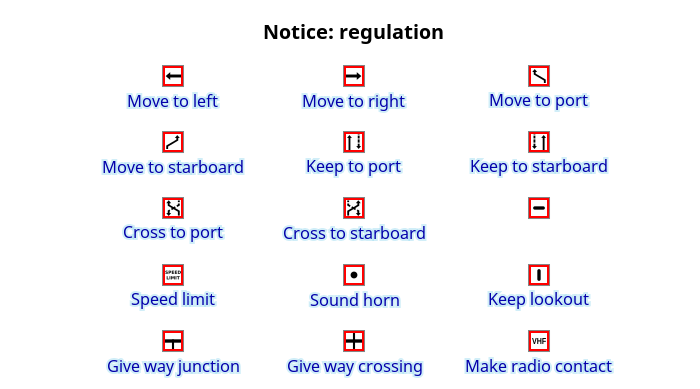 Notice: regulation
Move to left
Move to right
Move to port
Move to starboard
Keep to port
Keep to starboard
Cross to port
Cross to starboard
SPEED
LIMIT
Speed limit
Sound horn
Keep lookout
VHF
Give way junction
Give way crossing
Make radio contact